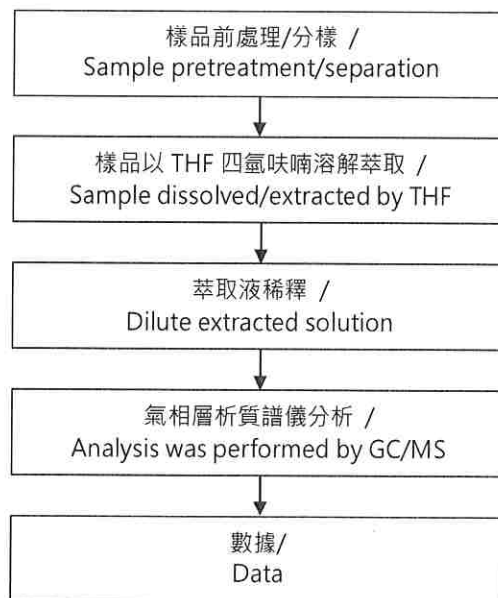 樣品前處理/分樣 /
Sample pretreatment/separation
樣品以 THF 四氫呋喃溶解萃取 /
Sample dissolved/extracted by THF
萃取液稀釋 /
Dilute extracted solution
氣相層析質譜儀分析 /
Analysis was performed by GC/MS
數據/
Data